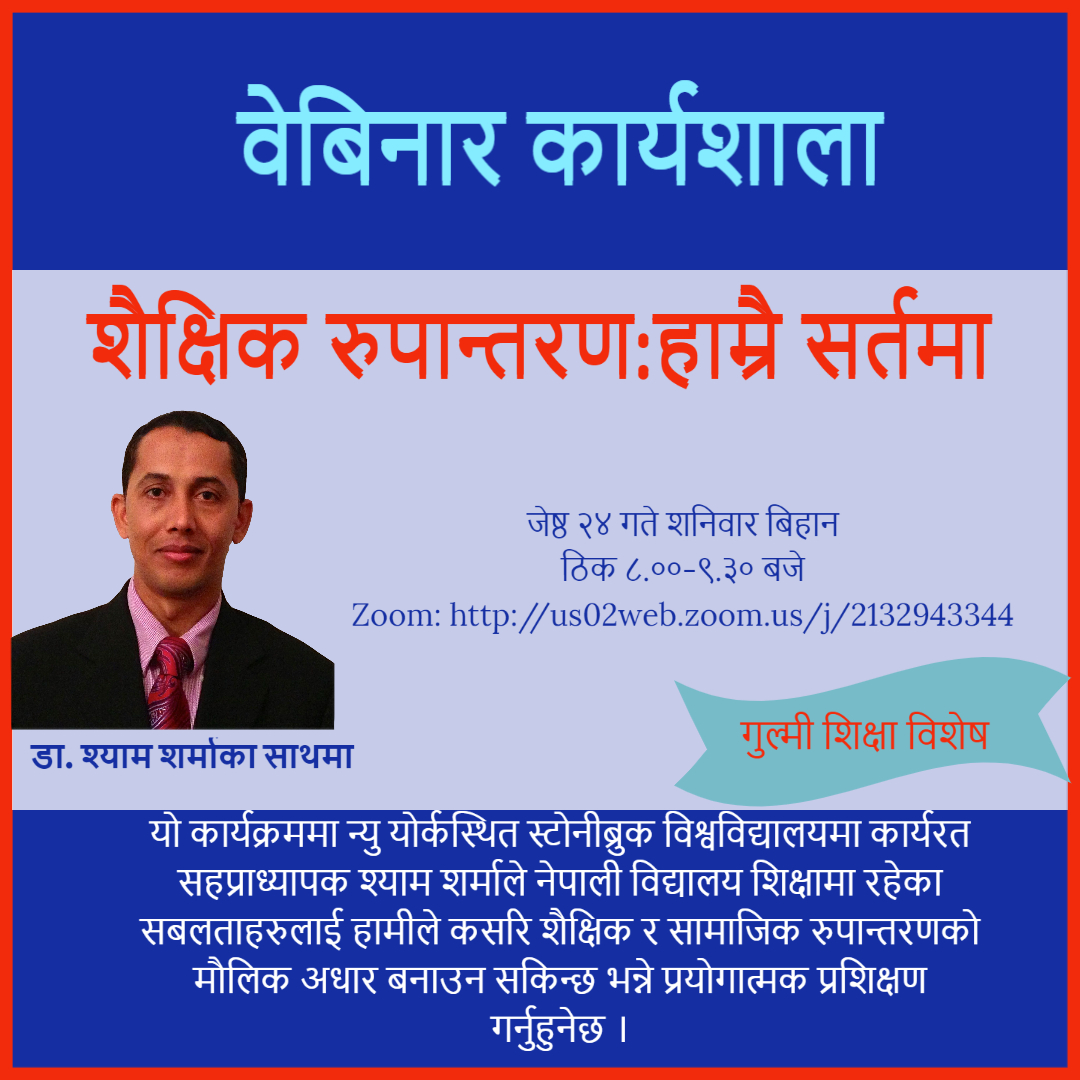 वेबिनार कार्यशाला
शैक्षिक रुपान्तरण:हाम्रै सर्तमा
जेष्ठ २४ गते शनिवार बिहान
ठिक ८.००-९.३० बजे
Zoom: http://us02web.zoom.us/j/2132943344
गुल्मी शिक्षा विशेष
डा. श्याम शर्माका साथमा
यो कार्यक्रममा न्यु योर्कस्थित स्टोनीब्रुक विश्वविद्यालयमा कार्यरत
सहप्राध्यापक श्याम शर्माले नेपाली विद्यालय शिक्षामा रहेका
सबलताहरुलाई हामीले कसरि शैक्षिक र सामाजिक रुपान्तरणको
मौलिक अधार बनाउन सकिन्छ भन्ने प्रयोगात्मक प्रशिक्षण
गर्नुहुनेछ ।